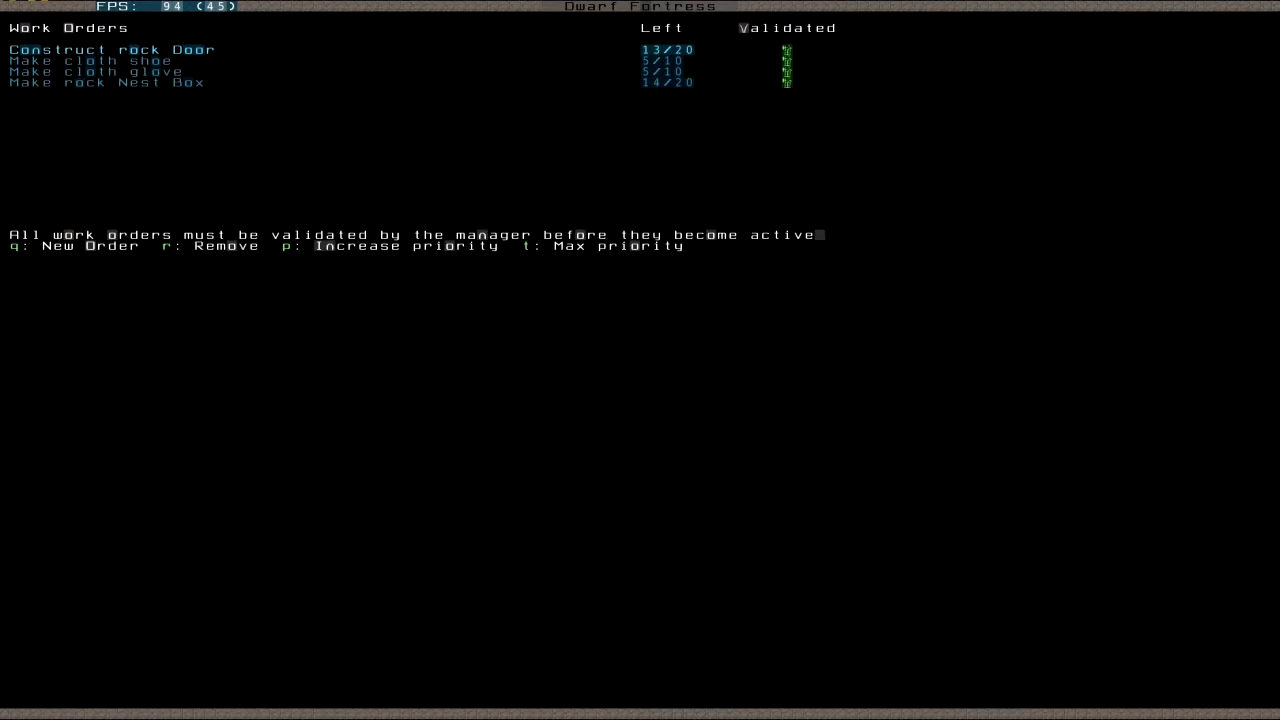 FPS: 94 (45) Dwarf Fortress
Work Orders Left Validated
Construct rock Door 13/20
Make cloth shoe 5/10
Make cloth glove 5/10
Make rock Nest Box 14/20
All work orders must be validated by the manager before they become active
q: New Order r: Remove p: Increase priority t: Max priority